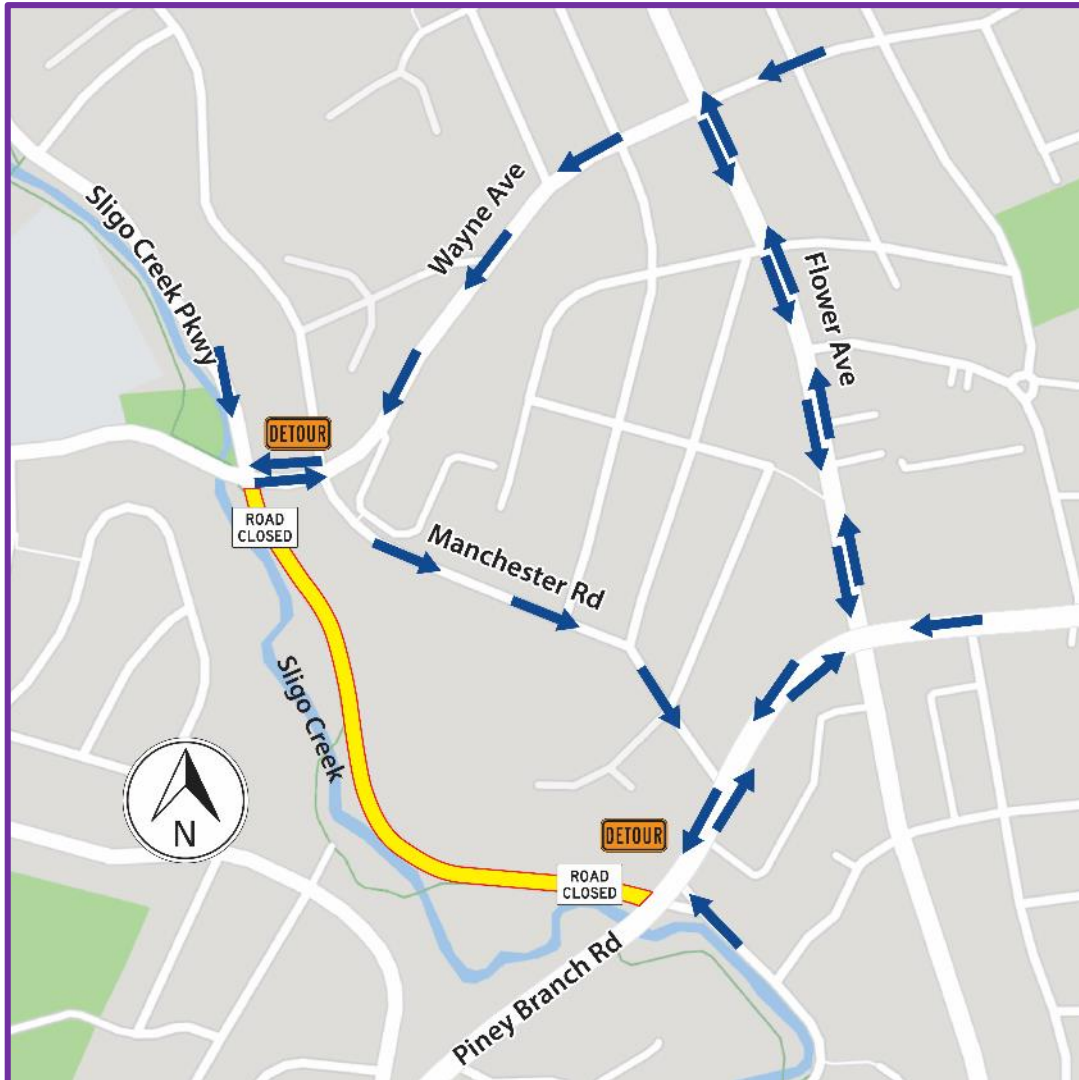 Sligo Creek Pkwy
Wayne Ave
Flower Ave
DETOUR
ROAD
CLOSED
Manchester Rd
Sligo Creek
N
DETOUR
ROAD
CLOSED
Piney Branch Rd